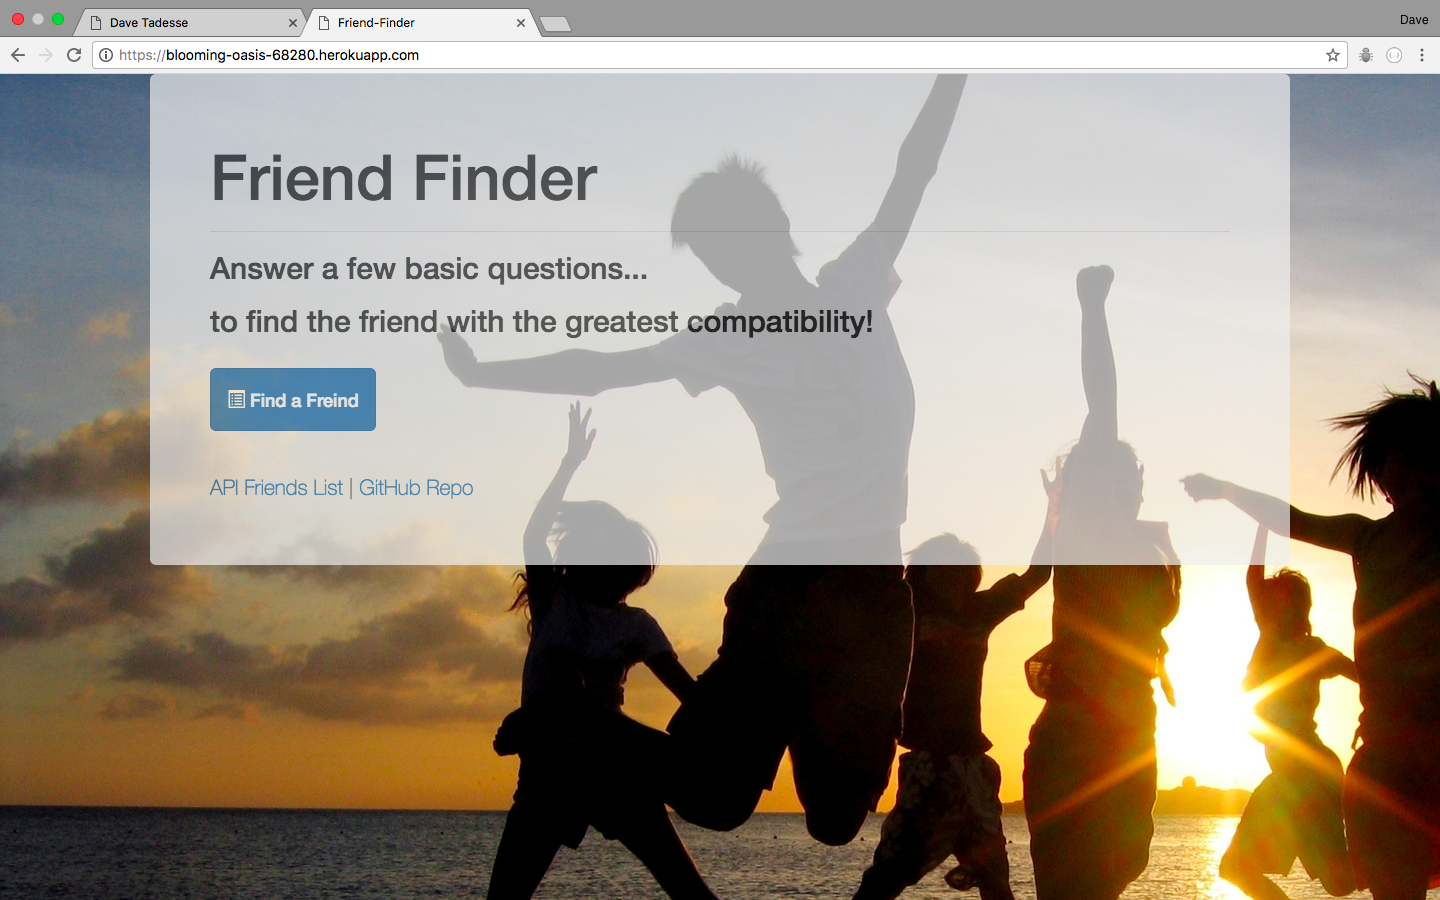 Dave Tadesse
Friend-Finder
Dave
https://blooming-oasis-68280.herokuapp.com
Friend Finder
Answer a few basic questions...
to find the friend with the greatest compatibility!
Find a Freind
API Friends List | GitHub Repo